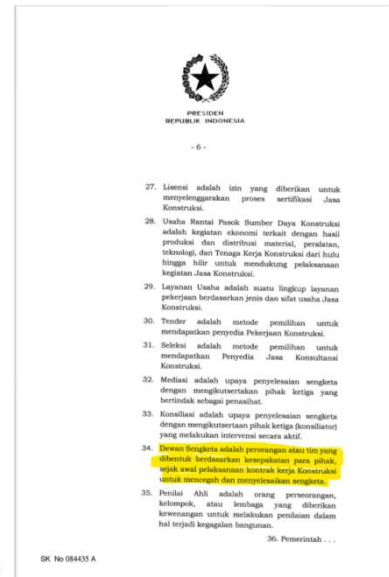 PRESIDEN
REPUBLIK INDONESIA
- 6 -
27. Lisensi adalah izin yang diberikan untuk
menyelenggarakan proses sertifikasi Jasa
Konstruksi.
28. Usaha Rantai Pasok Sumber Daya Konstruksi
adalah kegiatan ekonomi terkait dengan hasil
produksi dan distribusi material, peralatan,
teknologi, dan Tenaga Kerja Konstruksi dari hulu
hingga hilir untuk mendukung pelaksanaan
kegiatan Jasa Konstruksi.
29. Layanan Usaha adalah suatu lingkup layanan
pekerjaan berdasarkan jenis dan sifat usaha Jasa
Konstruksi.
30. Tender adalah metode pemilihan untuk
mendapatkan penyedia Pekerjaan Konstruksi.
31. Seleksi adalah metode pemilihan untuk
mendapatkan Penyedia Jasa Konsultansi
Konstruksi.
32. Mediasi adalah upaya penyelesaian sengketa
dengan mengikutsertakan pihak ketiga yang
bertindak sebagai penasihat.
33. Konsiliasi adalah upaya penyelesaian sengketa
dengan mengikutsertaan pihak ketiga (konsiliator)
yang melakukan intervensi secara aktif.
34. Dewan Sengketa adalah perorangan atau tim yang
dibentuk berdasarkan kesepakatan para pihak,
sejak awal pelaksanaan kontrak kerja Konstruksi
untuk mencegah dan menyelesaikan sengketa.
35. Penilai Ahli adalah orang perseorangan,
kelompok, atau lembaga yang diberikan
kewenangan untuk melakukan penilaian dalam
hal terjadi kegagalan bangunan.
36. Pemerintah . . .
SK No 084435 A